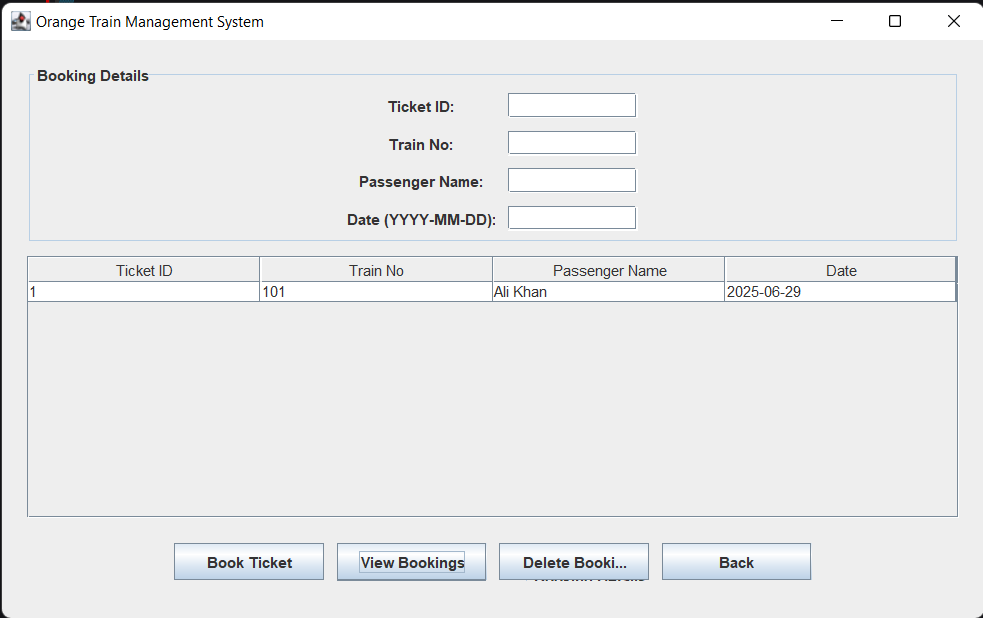 Orange Train Management System
Booking Details
Ticket ID:
Train No:
Passenger Name:
Date (YYYY-MM-DD):
Ticket ID Train No Passenger Name Date
1 101 Ali Khan 2025-06-29
Book Ticket View Bookings Delete Booki... Back